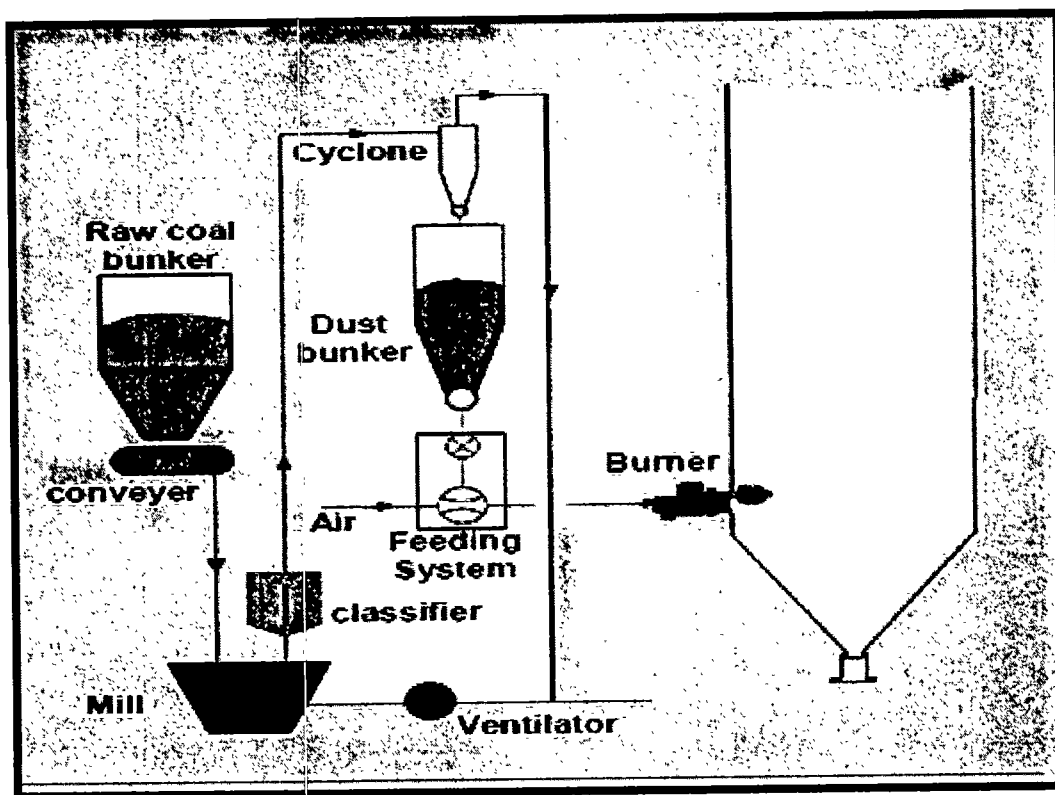 Cyclone
Raw coal
bunker
Dust
bunker
conveyer
Burner
Air
Feeding
System
classifier
Mill
Ventilator